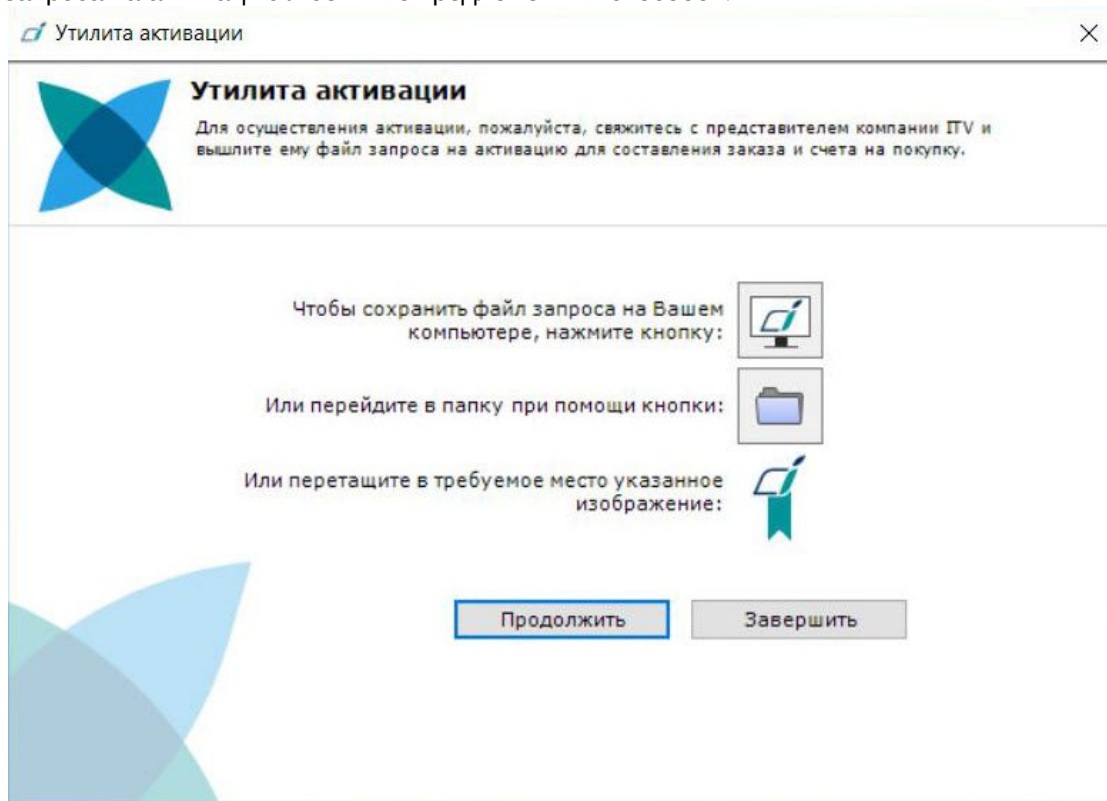 Утилита активации
Утилита активации
Для осуществления активации, пожалуйста, свяжитесь с представителем компании ITV и
вышлите ему файл запроса на активацию для составления заказа и счета на покупку.
Чтобы сохранить файл запроса на Вашем
компьютере, нажмите кнопку:
Или перейдите в папку при помощи кнопки:
Или перетащите в требуемое место указанное
изображение:
Продолжить
Завершить